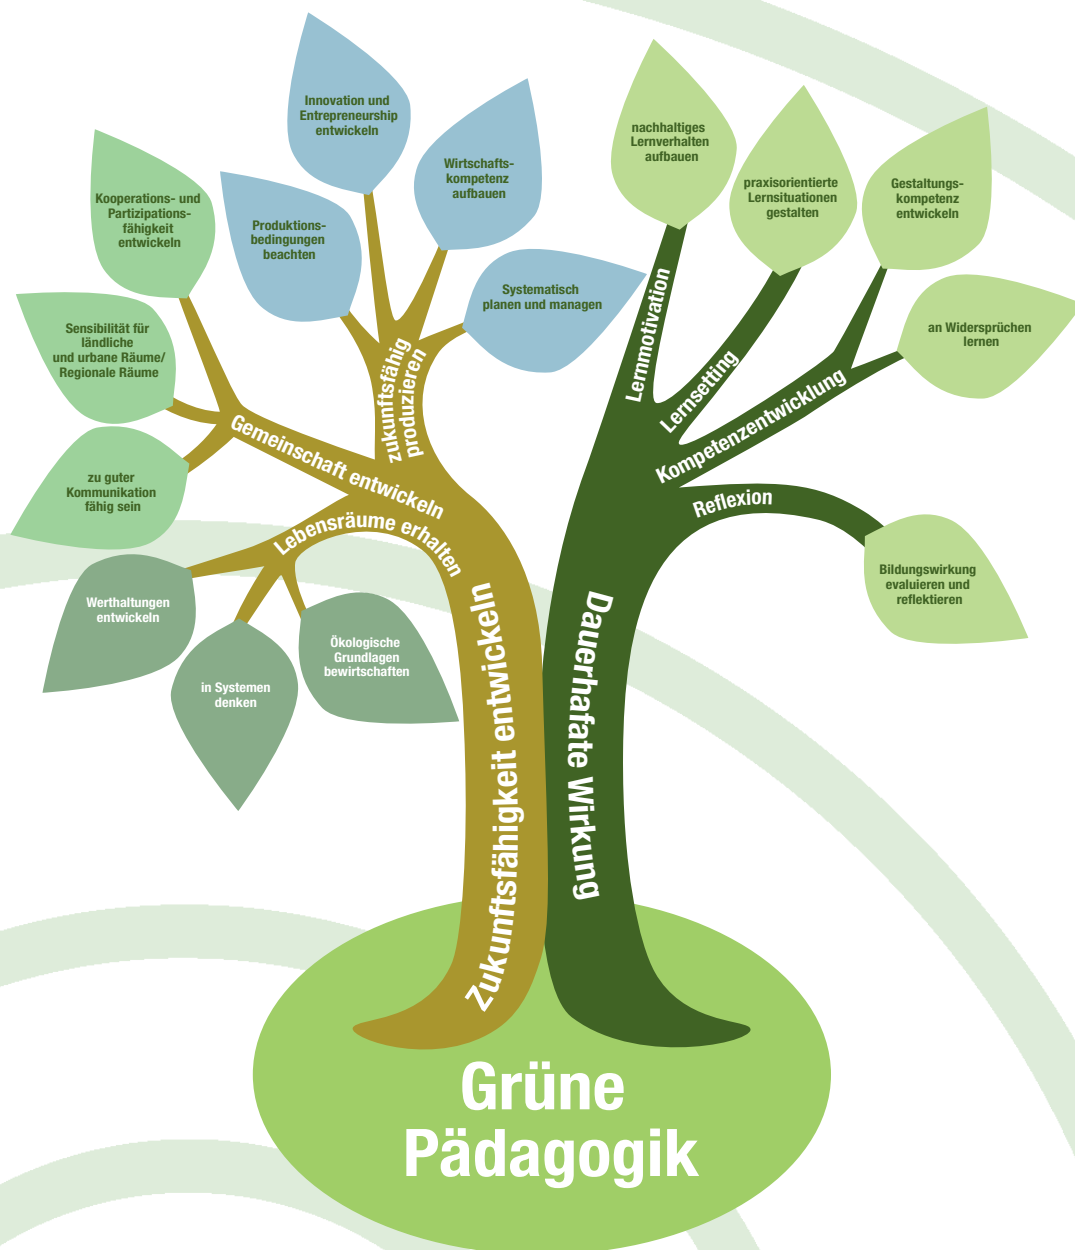 Innovation und
Entrepreneurship
entwickeln
Wirtschafts-
kompetenz
aufbauen
Produktions-
bedingungen
beachten
Systematisch
planen und managen
Kooperations- und
Partizipations-
fähigkeit
entwickeln
Sensibilität für
ländliche
und urbane Räume/
Regionale Räume
zu guter
Kommunikation
fähig sein
Werthaltungen
entwickeln
in Systemen
denken
Ökologische
Grundlagen
bewirtschaften
zukunftsfähig
produzieren
Gemeinschaft entwickeln
Lebensräume erhalten
Zukunftsfähigkeit entwickeln
nachhaltiges
Lernverhalten
aufbauen
praxisorientierte
Lernsituationen
gestalten
Gestaltungs-
kompetenz
entwickeln
an Widersprüchen
lernen
Bildungswirkung
evaluieren und
reflektieren
Lernmotivation
Lernsetting
Kompetenzentwicklung
Reflexion
Dauerhafate Wirkung
Grüne
Pädagogik